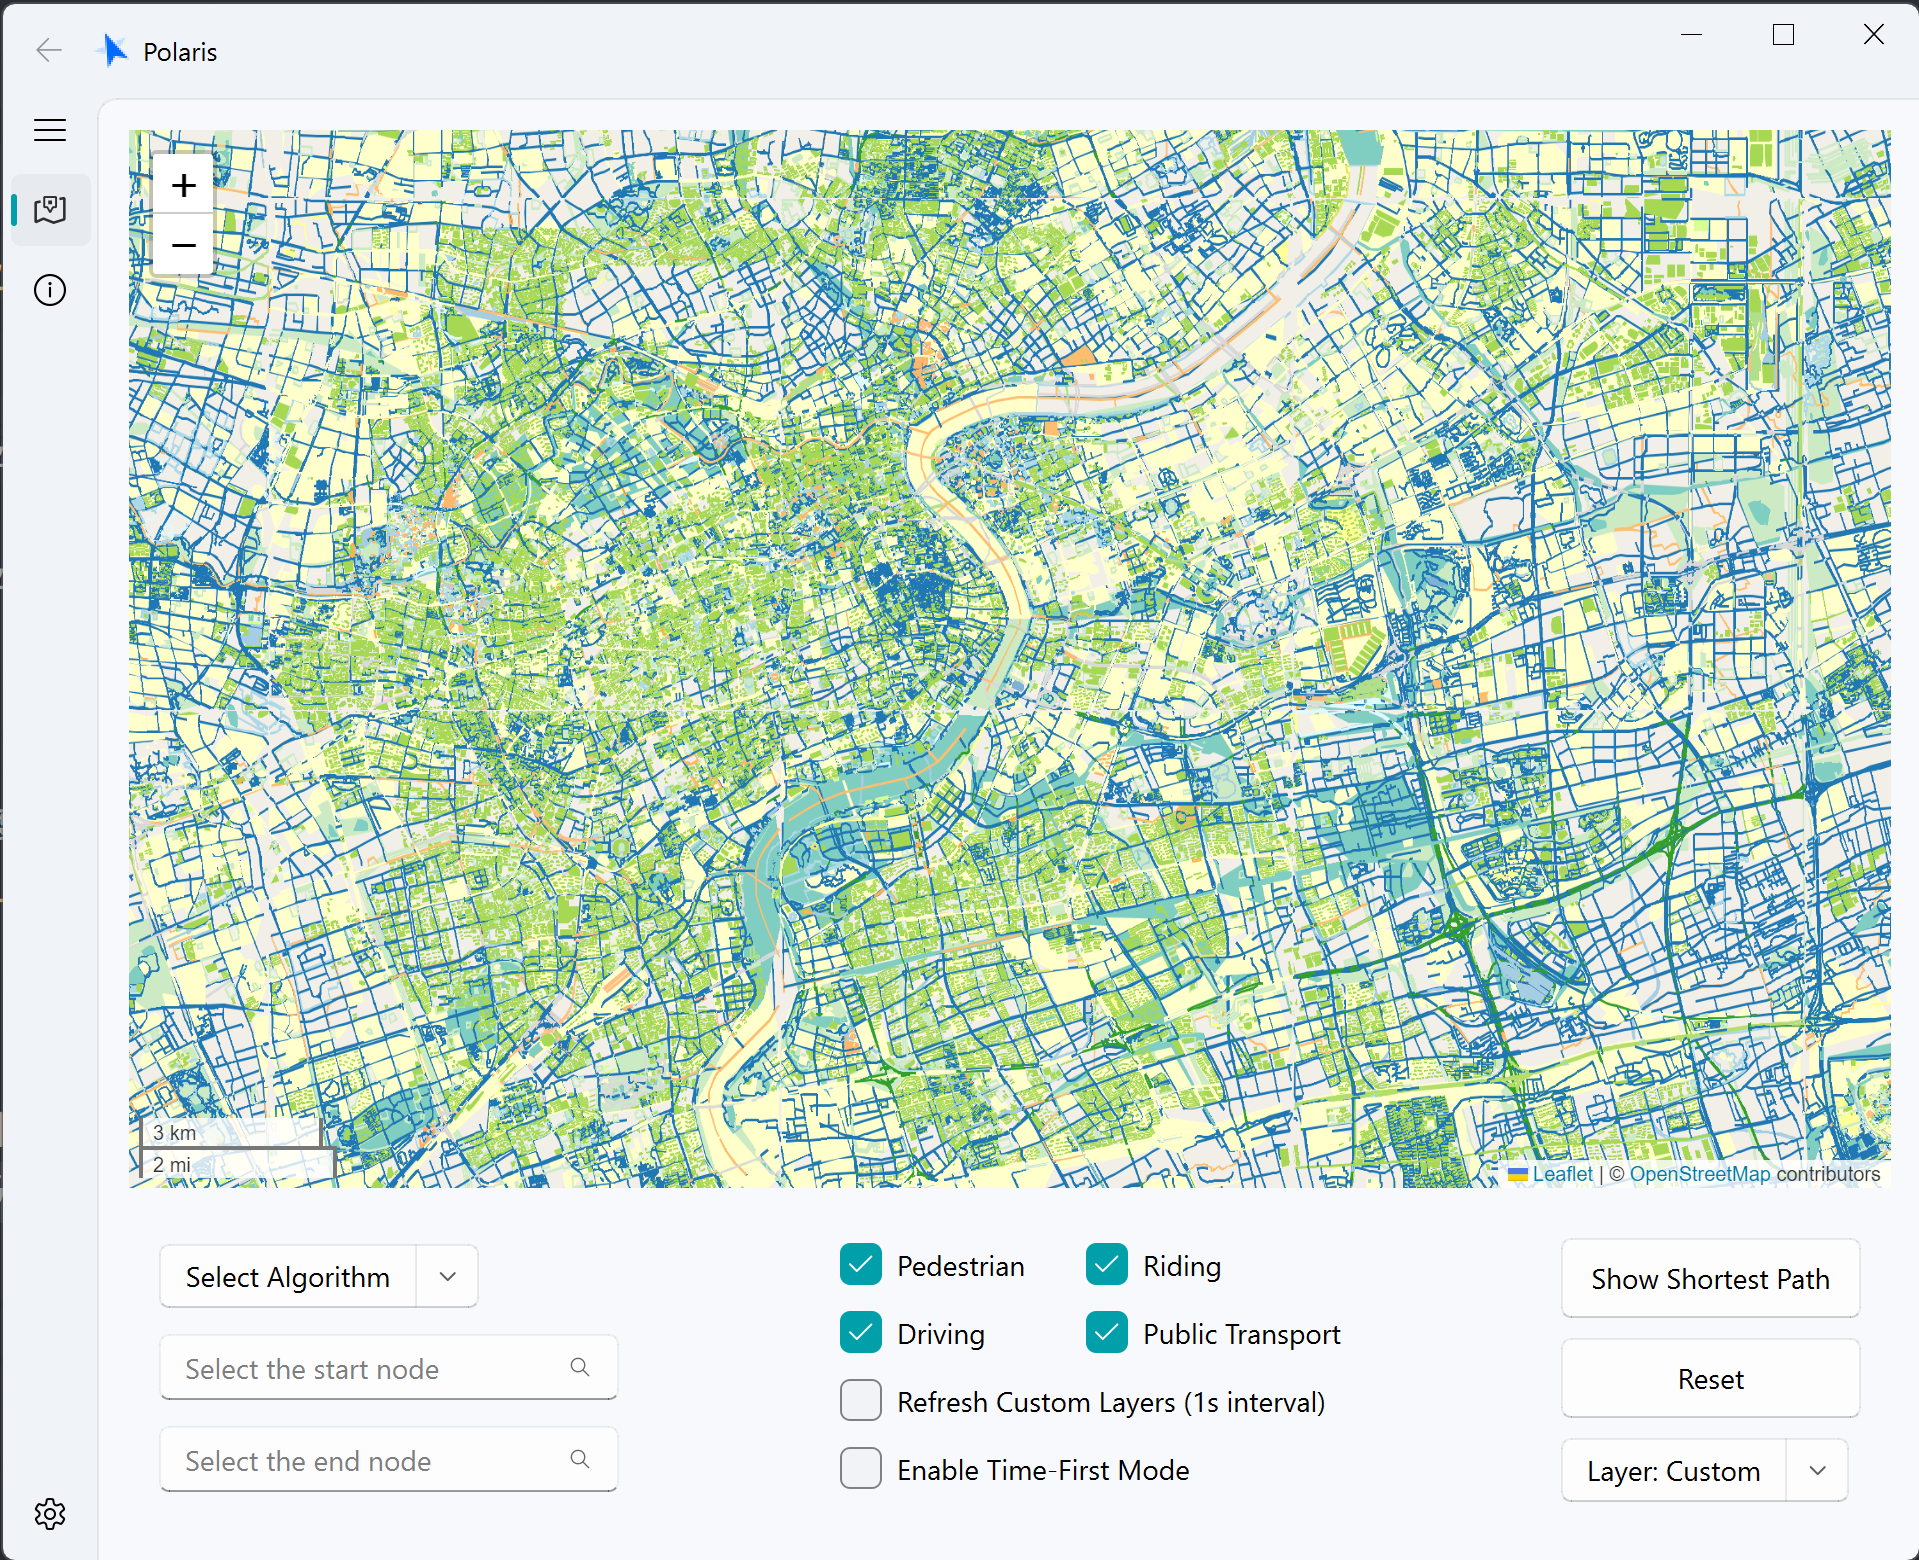 Polaris
+
−
3 km
2 mi
Leaflet | © OpenStreetMap contributors
Select Algorithm
Select the start node
Select the end node
Pedestrian
Riding
Driving
Public Transport
Refresh Custom Layers (1s interval)
Enable Time-First Mode
Show Shortest Path
Reset
Layer: Custom